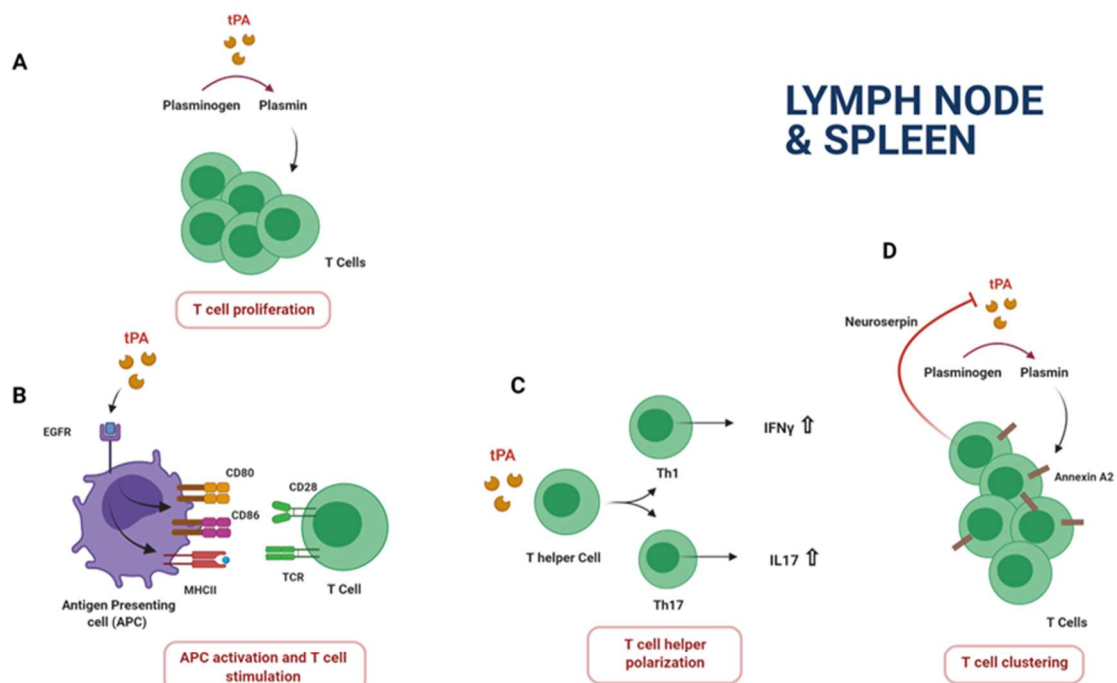 LYMPH NODE
& SPLEEN
A
tPA
Plasminogen
Plasmin
T Cells
T cell proliferation
B
tPA
EGFR
CD80
CD86
MHCII
CD28
TCR
T Cell
Antigen Presenting
cell (APC)
APC activation and T cell
stimulation
C
tPA
T helper Cell
Th1
IFNγ ⇧
Th17
IL17 ⇧
T cell helper
polarization
D
tPA
Neuroserpin
Plasminogen
Plasmin
Annexin A2
T Cells
T cell clustering